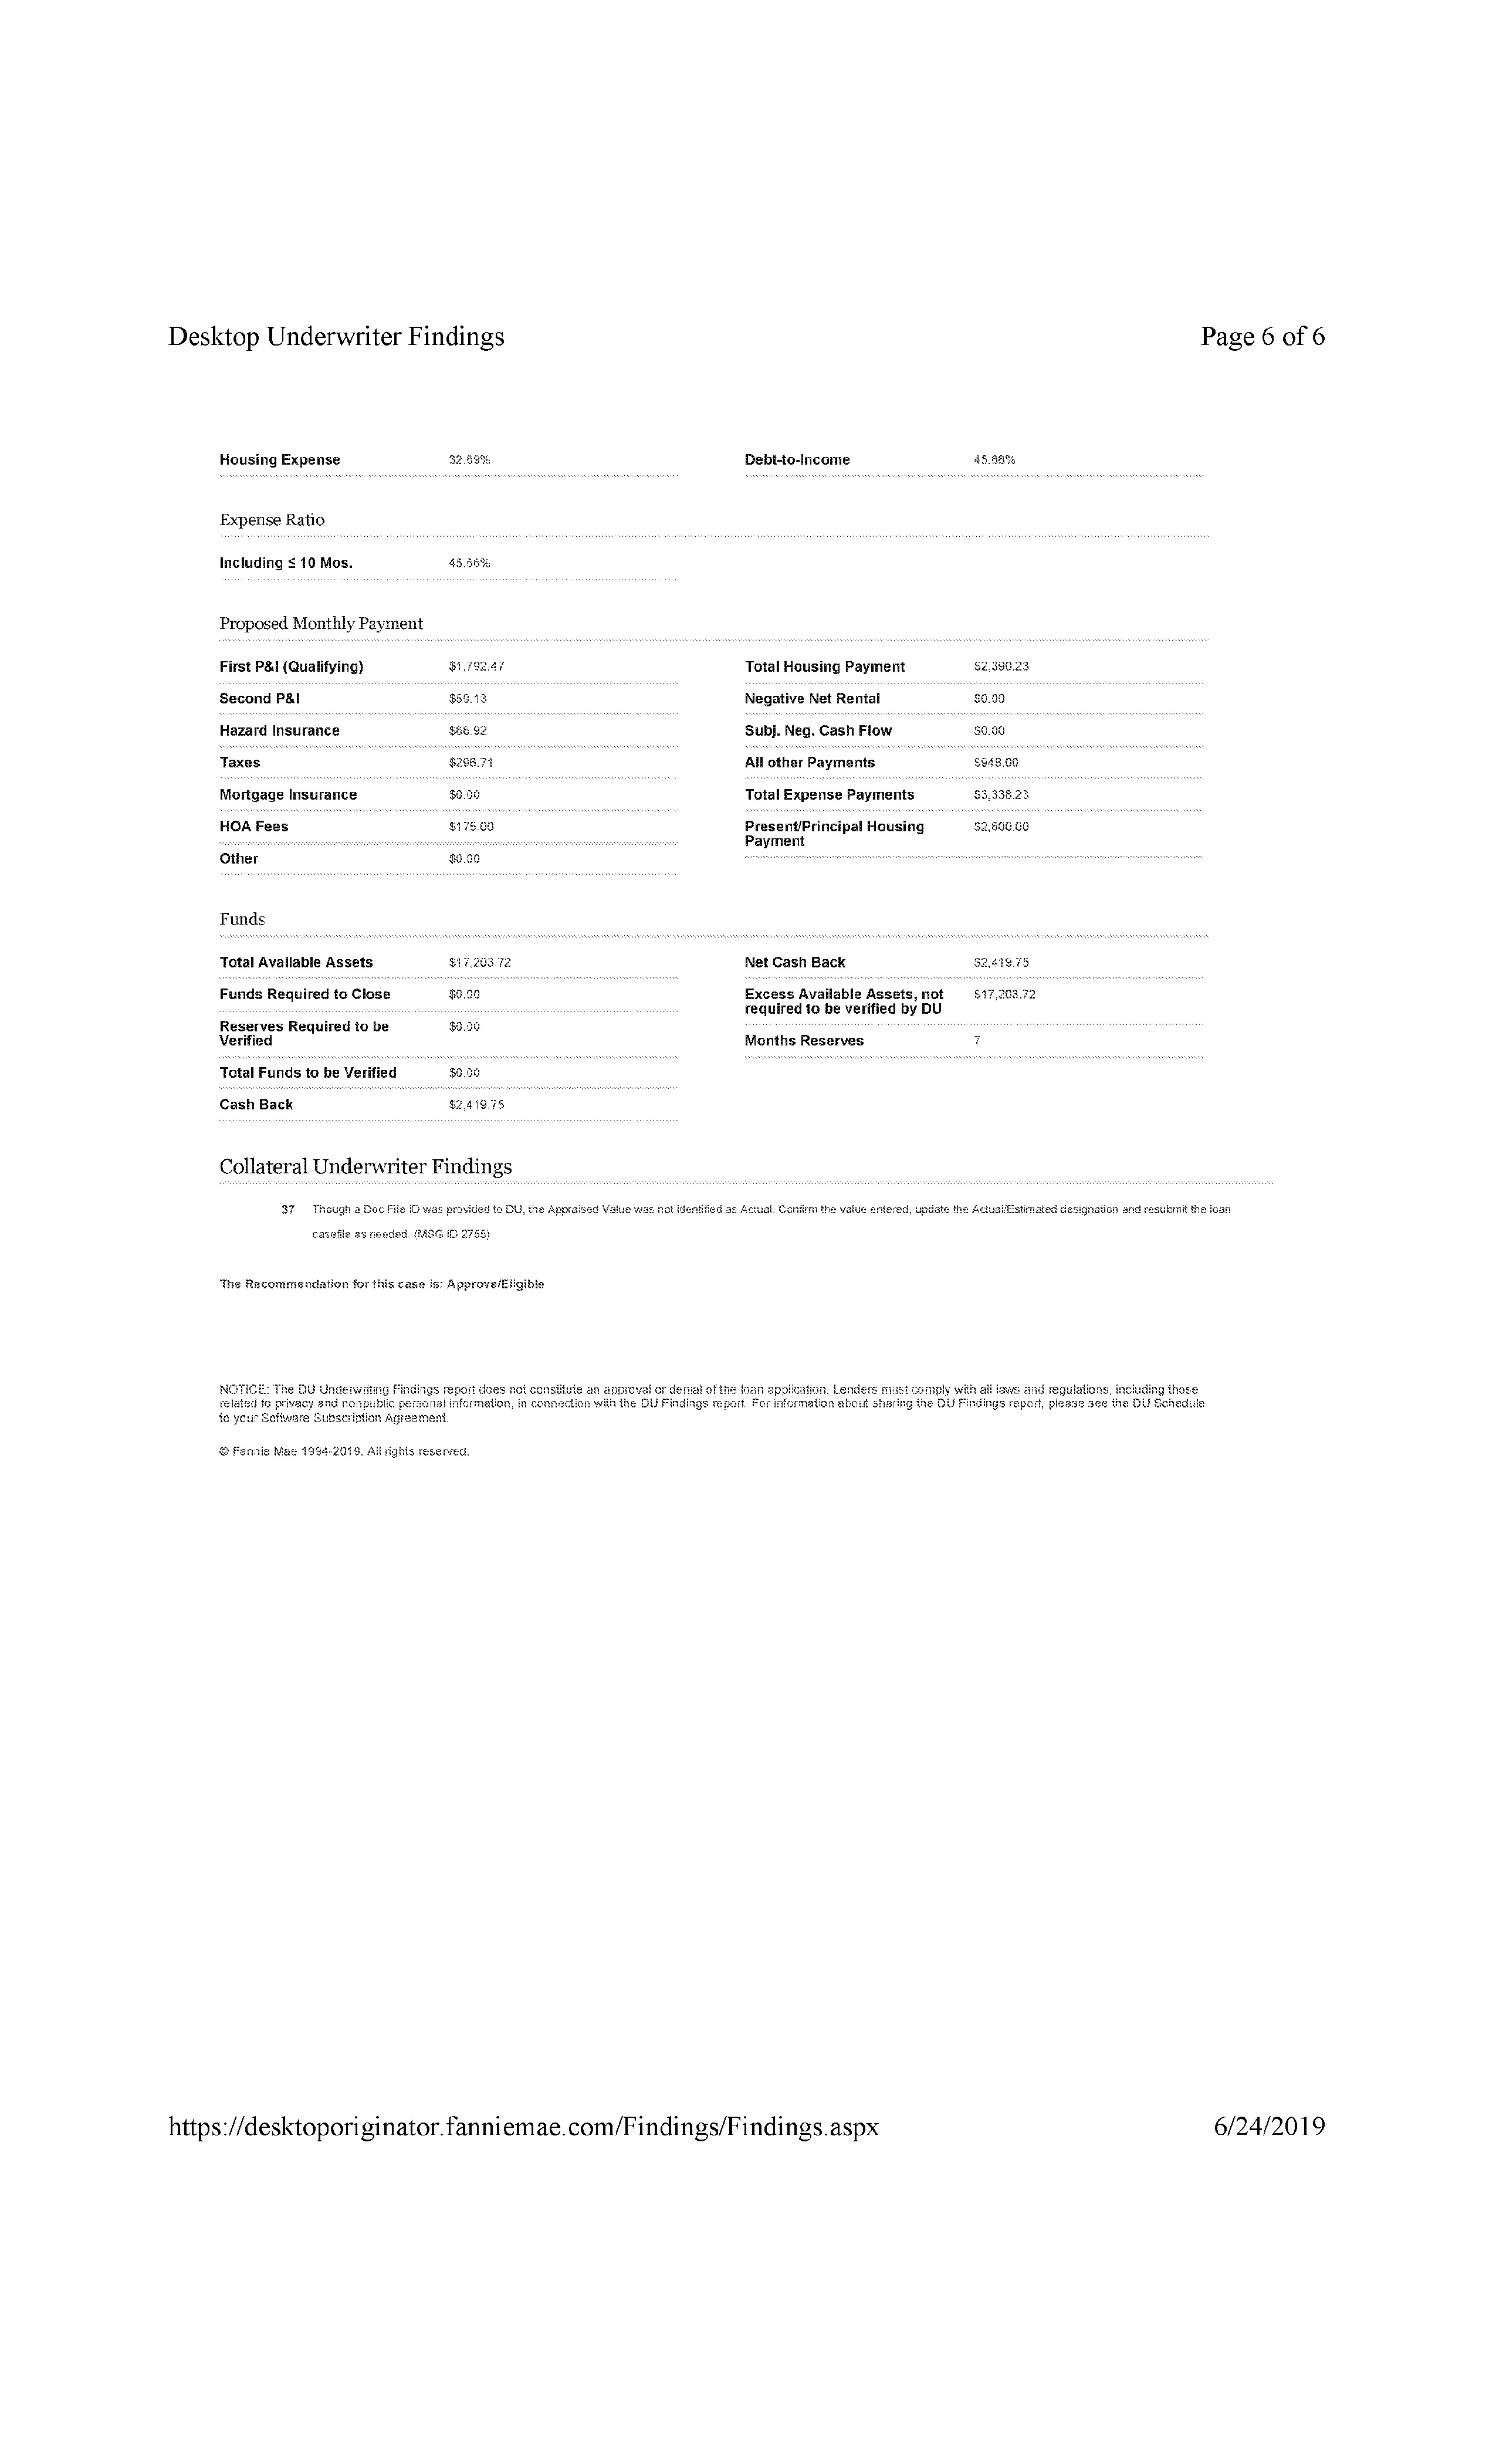 Desktop Underwriter Findings Page 6 of 6
Housing Expense 32.69% Debt-to-Income 45.66%
Expense Ratio
Including ≤ 10 Mos. 45.66%
Proposed Monthly Payment
First P&I (Qualifying) $1,792.47 Total Housing Payment $2,390.23
Second P&I $59.13 Negative Net Rental $0.00
Hazard Insurance $66.92 Subj. Neg. Cash Flow $0.00
Taxes $296.71 All other Payments $948.00
Mortgage Insurance $0.00 Total Expense Payments $3,338.23
HOA Fees $175.00 Present/Principal Housing $2,600.00
Payment
Other $0.00
Funds
Total Available Assets $17,203.72 Net Cash Back $2,419.75
Funds Required to Close $0.00 Excess Available Assets, not $17,203.72
required to be verified by DU
Reserves Required to be $0.00
Verified
Months Reserves 7
Total Funds to be Verified $0.00
Cash Back $2,419.75
Collateral Underwriter Findings
37 Though a Doc File ID was provided to DU, the Appraised Value was not identified as Actual. Confirm the value entered, update the Actual/Estimated designation and resubmit the loan
casefile as needed. (MSG ID 2755)
The Recommendation for this case is: Approve/Eligible
NOTICE: The DU Underwriting Findings report does not constitute an approval or denial of the loan application. Lenders must comply with all laws and regulations, including those
related to privacy and nonpublic personal information, in connection with the DU Findings report. For information about sharing the DU Findings report, please see the DU Schedule
to your Software Subscription Agreement.
© Fannie Mae 1994-2019. All rights reserved.
https://desktoporiginator.fanniemae.com/Findings/Findings.aspx 6/24/2019